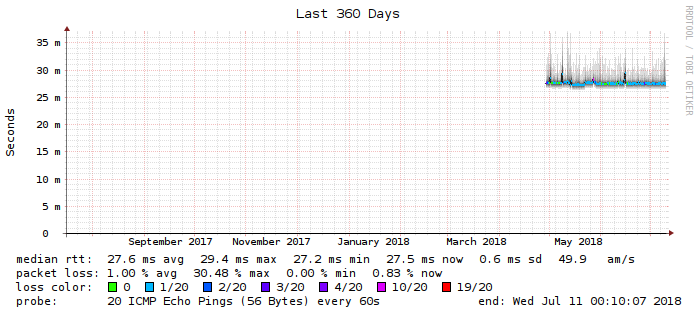 Last 360 Days
RRDTOOL / TOBI OETIKER
Seconds
35 m
30 m
25 m
20 m
15 m
10 m
5 m
0
September 2017 November 2017 January 2018 March 2018 May 2018
median rtt: 27.6 ms avg 29.4 ms max 27.2 ms min 27.5 ms now 0.6 ms sd 49.9 am/s
packet loss: 1.00 % avg 30.48 % max 0.00 % min 0.83 % now
loss color: 0 1/20 2/20 3/20 4/20 10/20 19/20
probe: 20 ICMP Echo Pings (56 Bytes) every 60s end: Wed Jul 11 00:10:07 2018